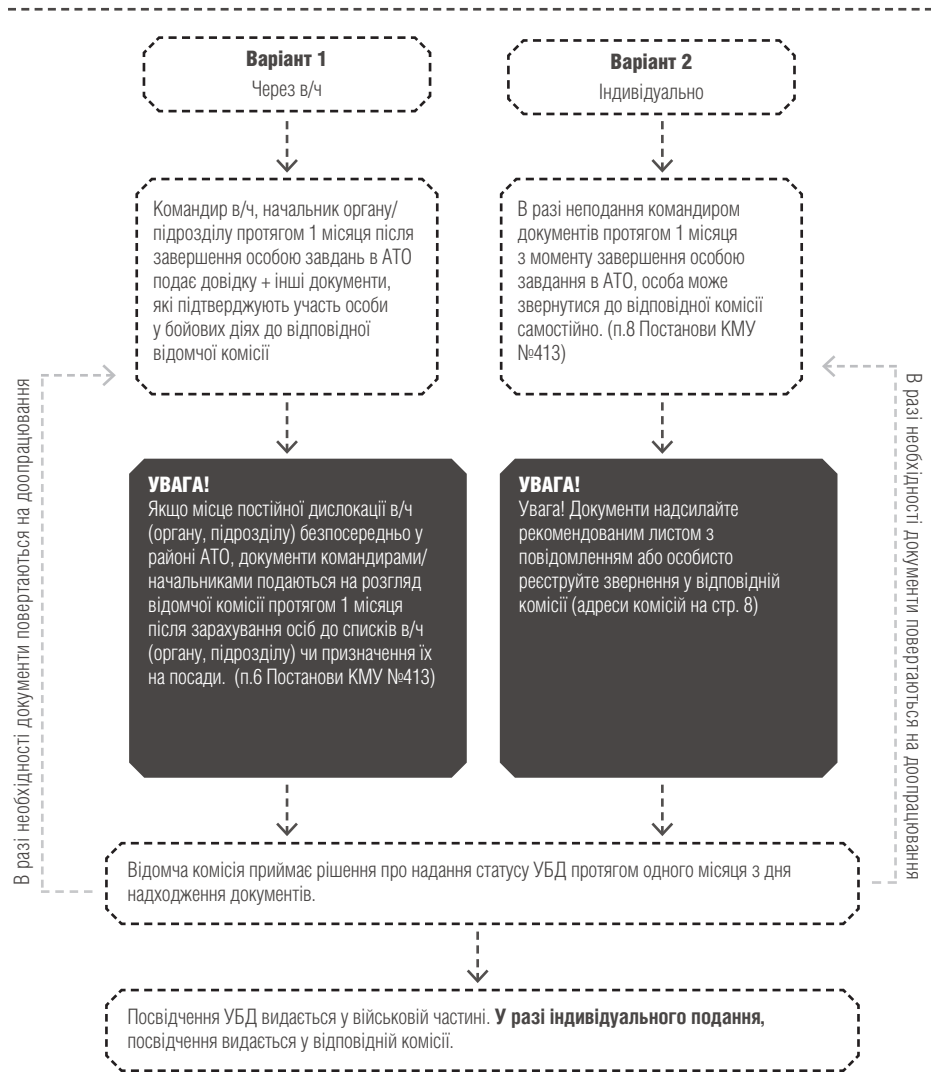 Варіант 1
Через в/ч
Варіант 2
Індивідуально
Командир в/ч, начальник органу/
підрозділу протягом 1 місяця після
завершення особою завдань в АТО
подає довідку + інші документи,
які підтверджують участь особи
у бойових діях до відповідної
відомчої комісії
В разі неподання командиром
документів протягом 1 місяця
з моменту завершення особою
завдання в АТО, особа може
звернутися до відповідної комісії
самостійно. (п.8 Постанови КМУ
№413)
УВАГА!
Якщо місце постійної дислокації в/ч
(органу, підрозділу) безпосередньо у
районі АТО, документи командирами/
начальниками подаються на розгляд
відомчої комісії протягом 1 місяця
після зарахування осіб до списків в/ч
(органу, підрозділу) чи призначення їх
на посади. (п.6 Постанови КМУ №413)
УВАГА!
Увага! Документи надсилайте
рекомендованим листом з
повідомленням або особисто
реєструйте звернення у відповідній
комісії (адреси комісій на стр. 8)
В разі необхідності документи повертаються на доопрацювання
В разі необхідності документи повертаються на доопрацювання
Відомча комісія приймає рішення про надання статусу УБД протягом одного місяця з дня
надходження документів.
Посвідчення УБД видається у військовій частині. У разі індивідуального подання,
посвідчення видається у відповідній комісії.